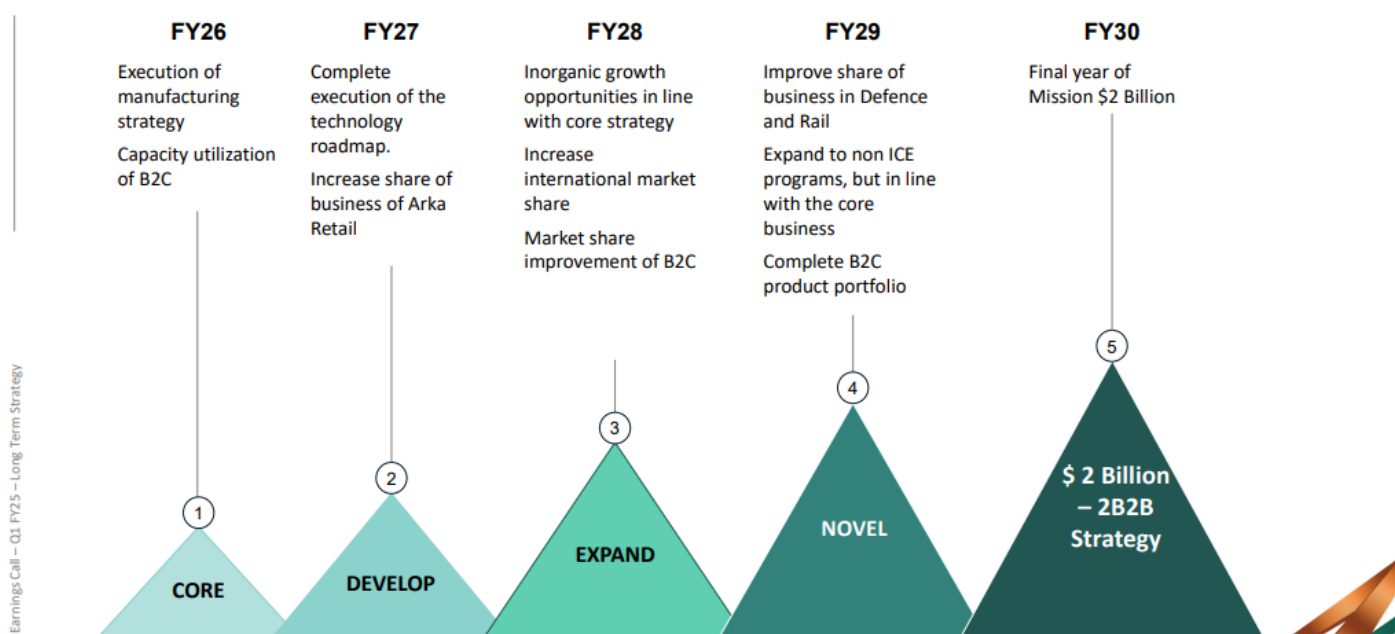 FY26
Execution of
manufacturing
strategy
Capacity utilization
of B2C
FY27
Complete
execution of the
technology
roadmap.
Increase share of
business of Arka
Retail
FY28
Inorganic growth
opportunities in line
with core strategy
Increase
international market
share
Market share
improvement of B2C
FY29
Improve share of
business in Defence
and Rail
Expand to non ICE
programs, but in line
with the core
business
Complete B2C
product portfolio
FY30
Final year of
Mission $2 Billion
1
CORE
2
DEVELOP
3
EXPAND
4
NOVEL
5
$ 2 Billion
– 2B2B
Strategy
Earnings Call – Q1 FY25 – Long Term Strategy